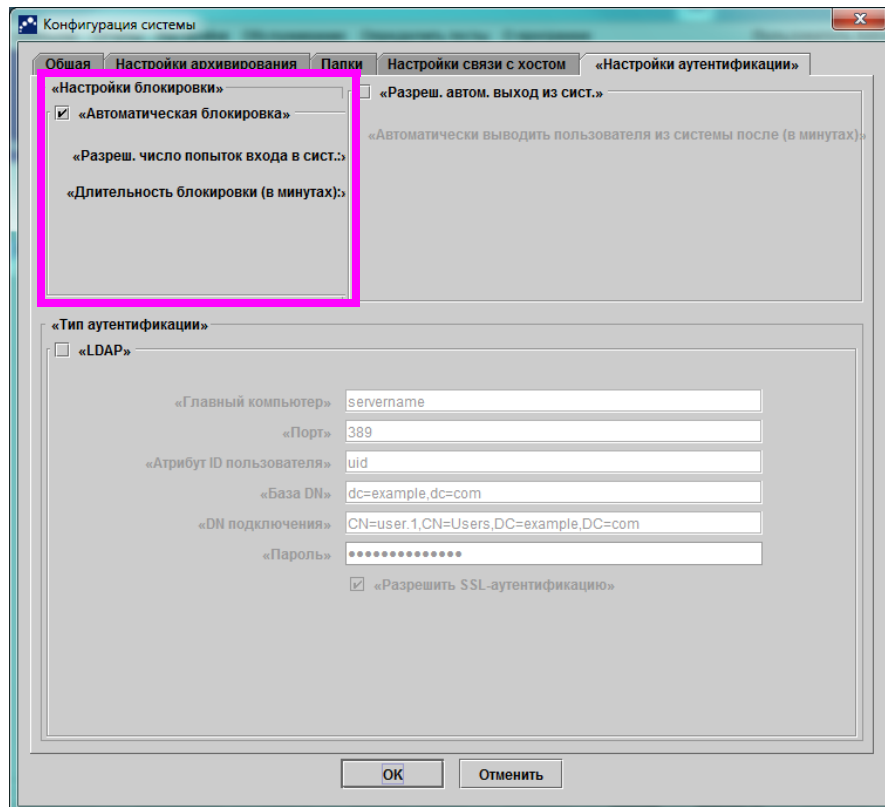 Конфигурация системы
Общая Настройки архивирования Папки Настройки связи с хостом «Настройки аутентификации»
«Настройки блокировки»
«Автоматическая блокировка»
«Разреш. число попыток входа в сист.:»
«Длительность блокировки (в минутах):»
«Разреш. автом. выход из сист.»
«Автоматически выводить пользователя из системы после (в минутах):»
«Тип аутентификации»
«LDAP»
«Главный компьютер» servername
«Порт» 389
«Атрибут ID пользователя» uid
«База DN» dc=example,dc=com
«DN подключения» CN=user.1,CN=Users,DC=example,DC=com
«Пароль» ••••••••••••••
«Разрешить SSL-аутентификацию»
OK Отменить